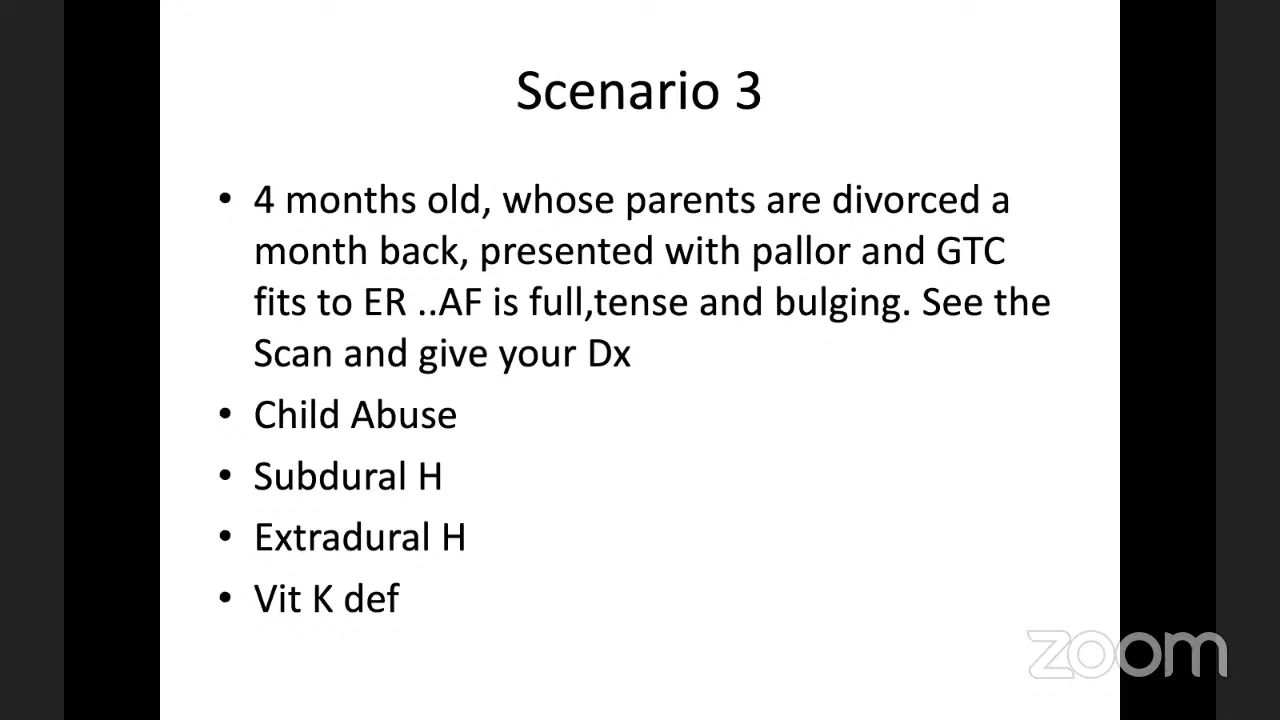 Scenario 3
• 4 months old, whose parents are divorced a
month back, presented with pallor and GTC
fits to ER ..AF is full,tense and bulging. See the
Scan and give your Dx
• Child Abuse
• Subdural H
• Extradural H
• Vit K def
zoom